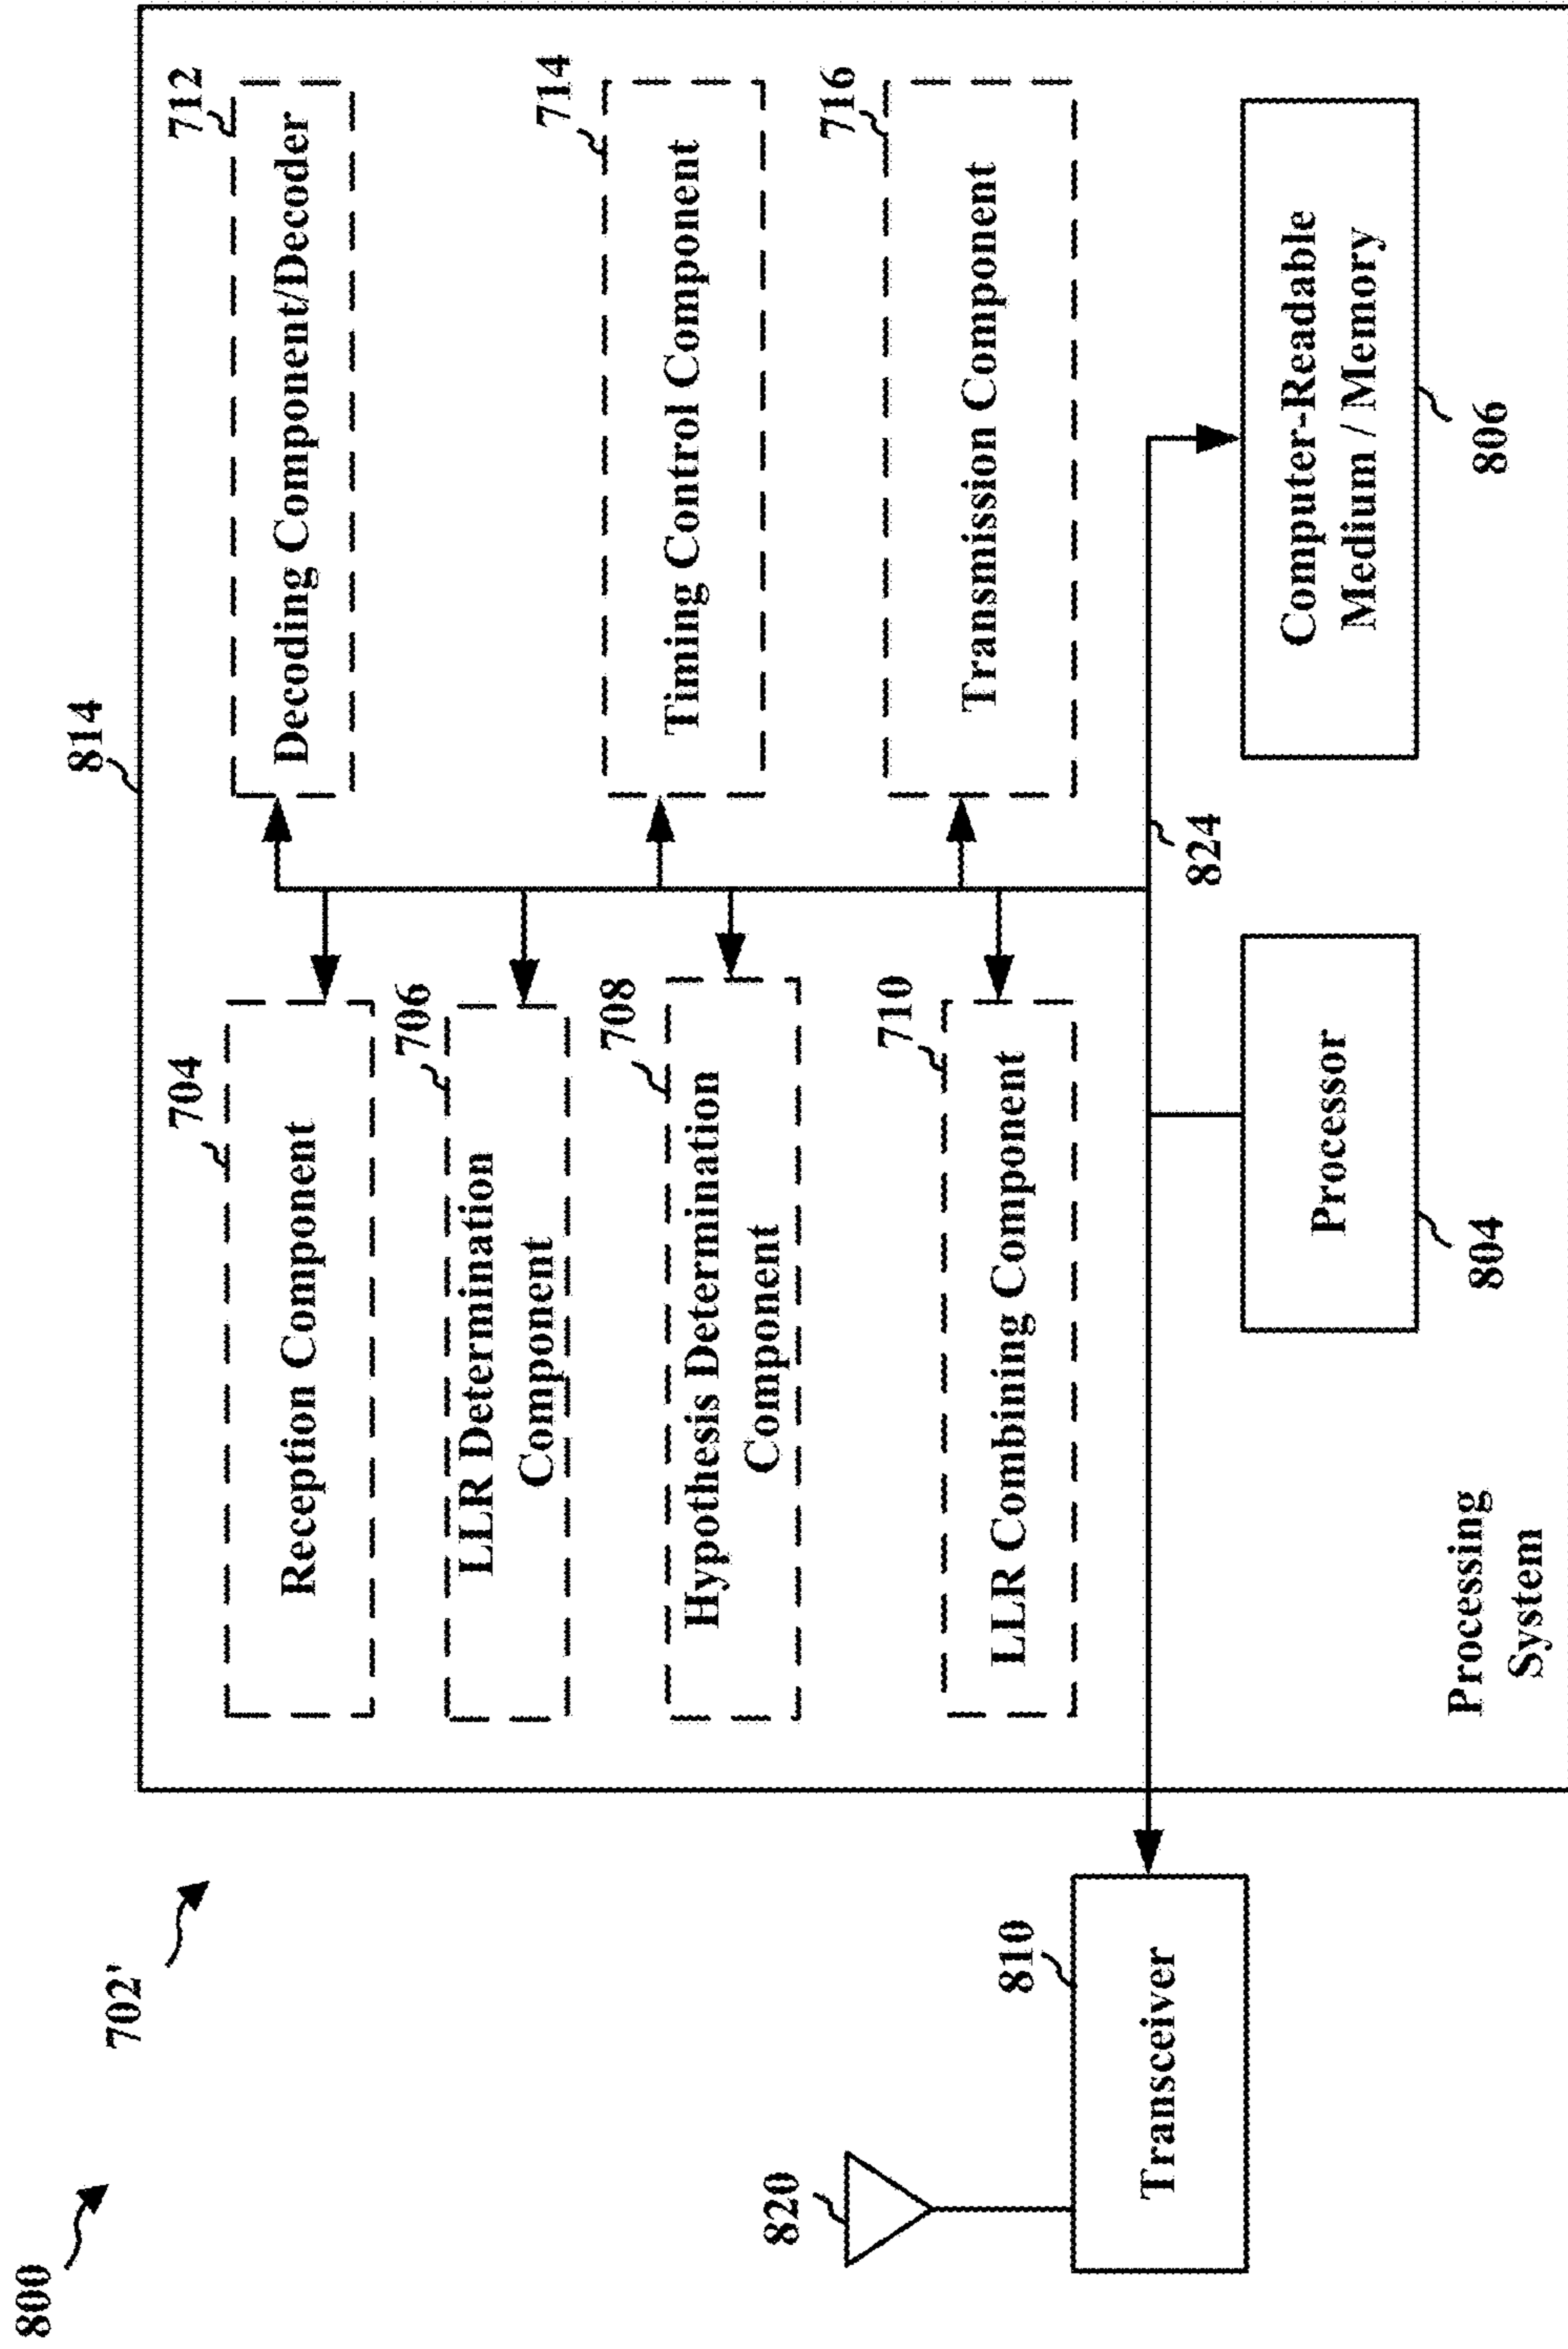 800
702'
814
704
Reception Component
706
LLR Determination
Component
708
Hypothesis Determination
Component
710
LLR Combining Component
712
Decoding Component/Decoder
714
Timing Control Component
716
Transmission Component
824
820
810
Transceiver
Processor
804
Computer-Readable
Medium / Memory
806
Processing
System